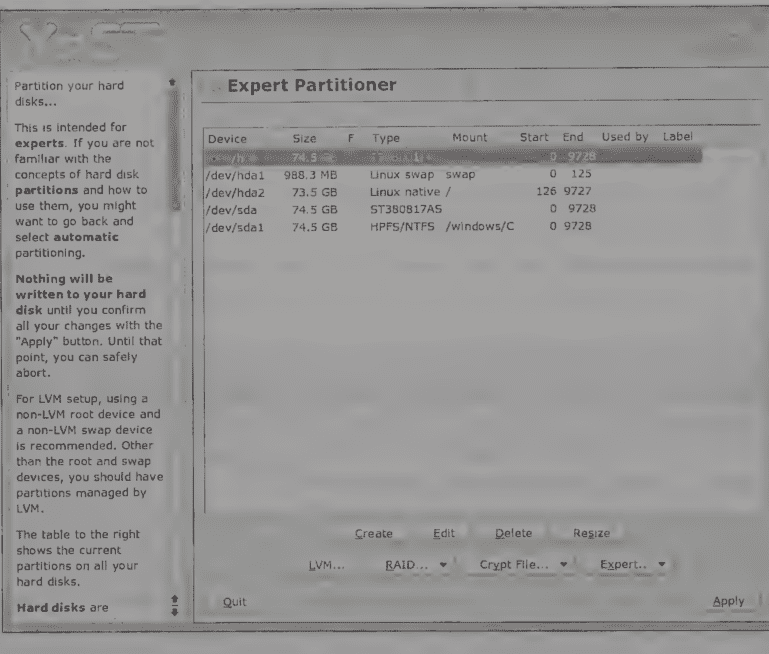 Partition your hard
disks...
This is intended for
experts. If you are not
familiar with the
concepts of hard disk
partitions and how to
use them, you might
want to go back and
select automatic
partitioning.
Nothing will be
written to your hard
disk until you confirm
all your changes with the
"Apply" button. Until that
point, you can safely
abort.
For LVM setup, using a
non-LVM root device and
a non-LVM swap device
is recommended. Other
than the root and swap
devices, you should have
partitions managed by
LVM.
The table to the right
shows the current
partitions on all your
hard disks.
Hard disks are
Expert Partitioner
Device Size F Type Mount Start End Used by Label
74.5 0 9728
/dev/hda1 988.3 MB Linux swap swap 0 125
/dev/hda2 73.5 GB Linux native / 126 9727
/dev/sda 74.5 GB ST380817AS 0 9728
/dev/sda1 74.5 GB HPFS/NTFS /windows/C 0 9728
Create Edit Delete Resize
LVM... RAID... Crypt File... Expert..
Quit Apply